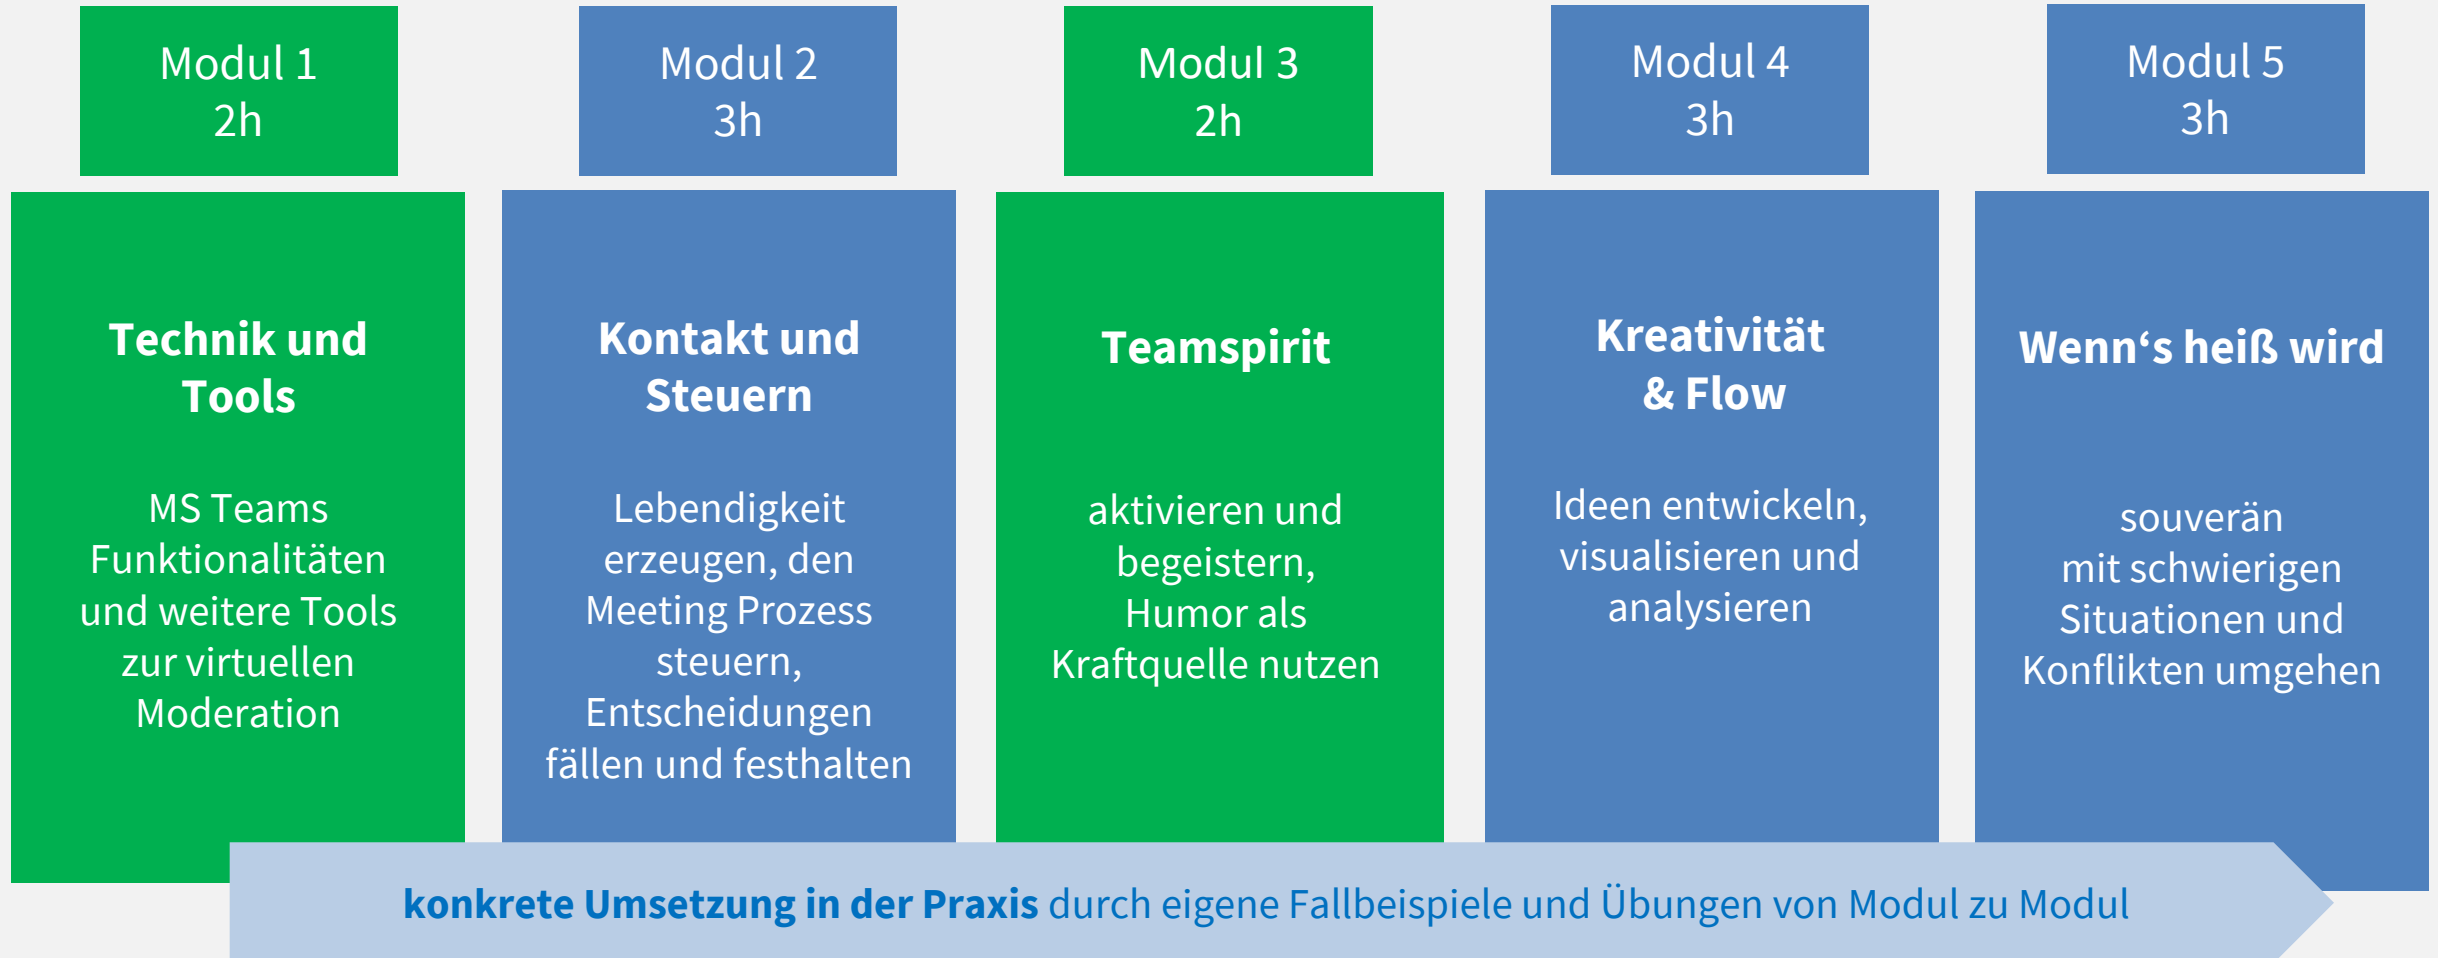 Modul 1
2h
Technik und
Tools
MS Teams
Funktionalitäten
und weitere Tools
zur virtuellen
Moderation
Modul 2
3h
Kontakt und
Steuern
Lebendigkeit
erzeugen, den
Meeting Prozess
steuern,
Entscheidungen
fällen und festhalten
Modul 3
2h
Teamspirit
aktivieren und
begeistern,
Humor als
Kraftquelle nutzen
Modul 4
3h
Kreativität
& Flow
Ideen entwickeln,
visualisieren und
analysieren
Modul 5
3h
Wenn‘s heiß wird
souverän
mit schwierigen
Situationen und
Konflikten umgehen
konkrete Umsetzung in der Praxis durch eigene Fallbeispiele und Übungen von Modul zu Modul